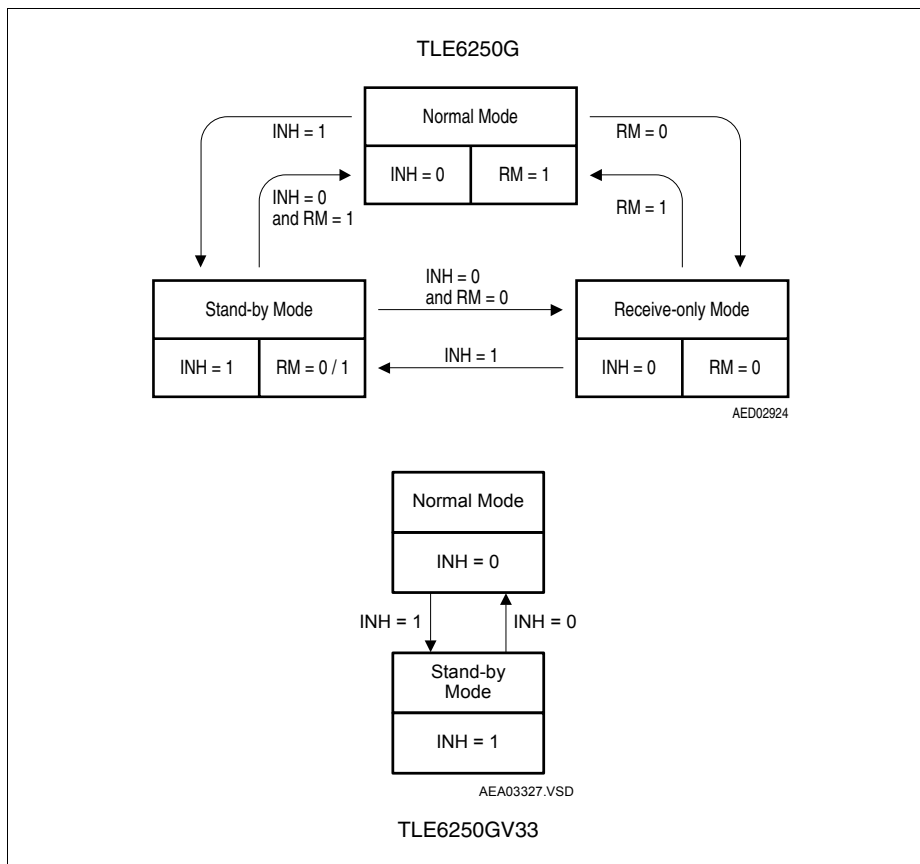 TLE6250G
Normal Mode
INH = 0
RM = 1
INH = 1
RM = 0
INH = 0
and RM = 1
RM = 1
INH = 0
and RM = 0
INH = 1
Stand-by Mode
INH = 1
RM = 0 / 1
Receive-only Mode
INH = 0
RM = 0
AED02924
Normal Mode
INH = 0
INH = 1
INH = 0
Stand-by
Mode
INH = 1
AEA03327.VSD
TLE6250GV33